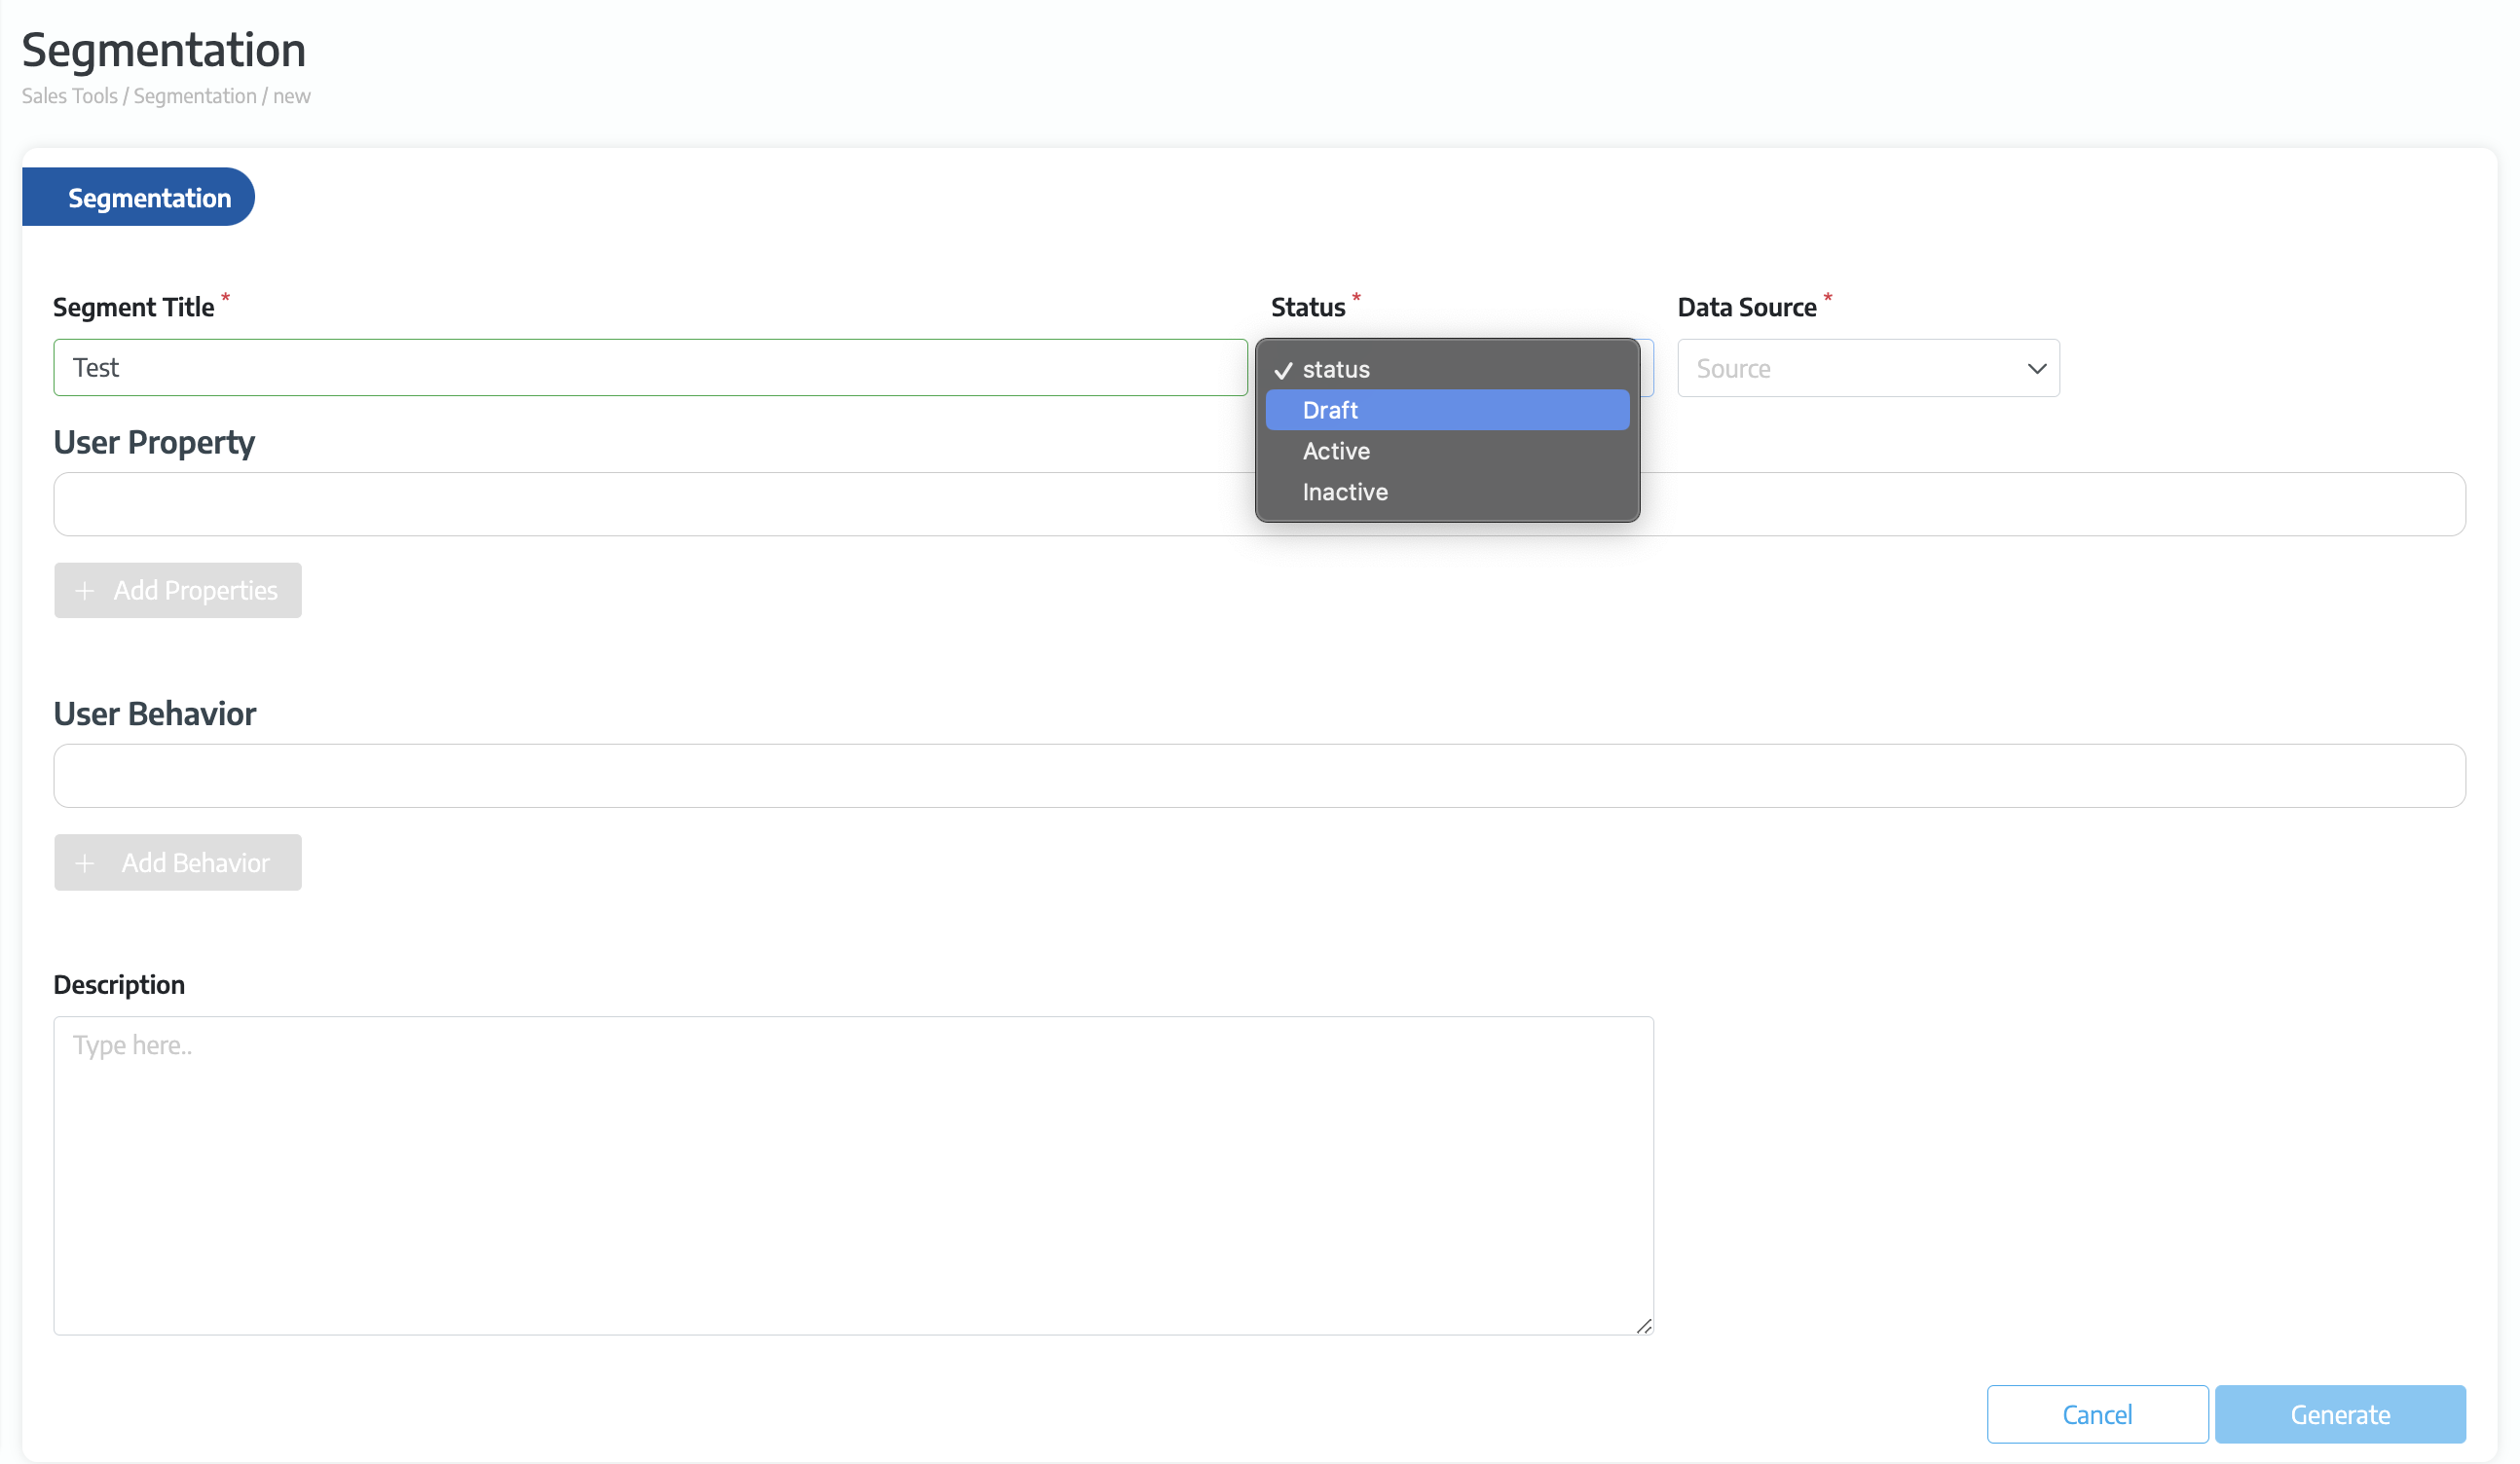 Segmentation
Sales Tools / Segmentation / new
Segmentation
Segment Title *
Status *
Data Source *
Test
✓ status
Draft
Active
Inactive
Source
User Property
+ Add Properties
User Behavior
+ Add Behavior
Description
Type here..
Cancel
Generate